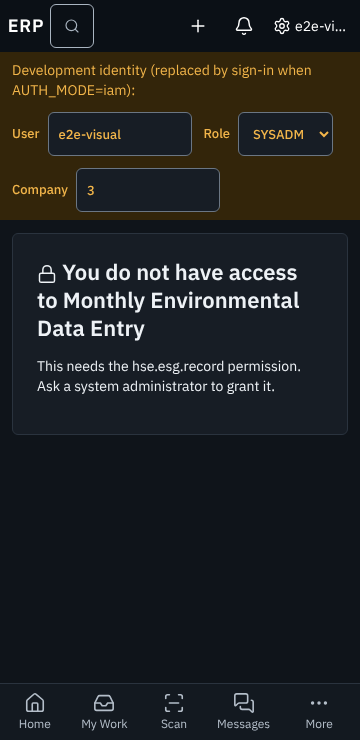 ERP
e2e-vi...
Development identity (replaced by sign-in when
AUTH_MODE=iam):
User e2e-visual Role SYSADM
Company 3
You do not have access
to Monthly Environmental
Data Entry
This needs the hse.esg.record permission.
Ask a system administrator to grant it.
Home My Work Scan Messages More